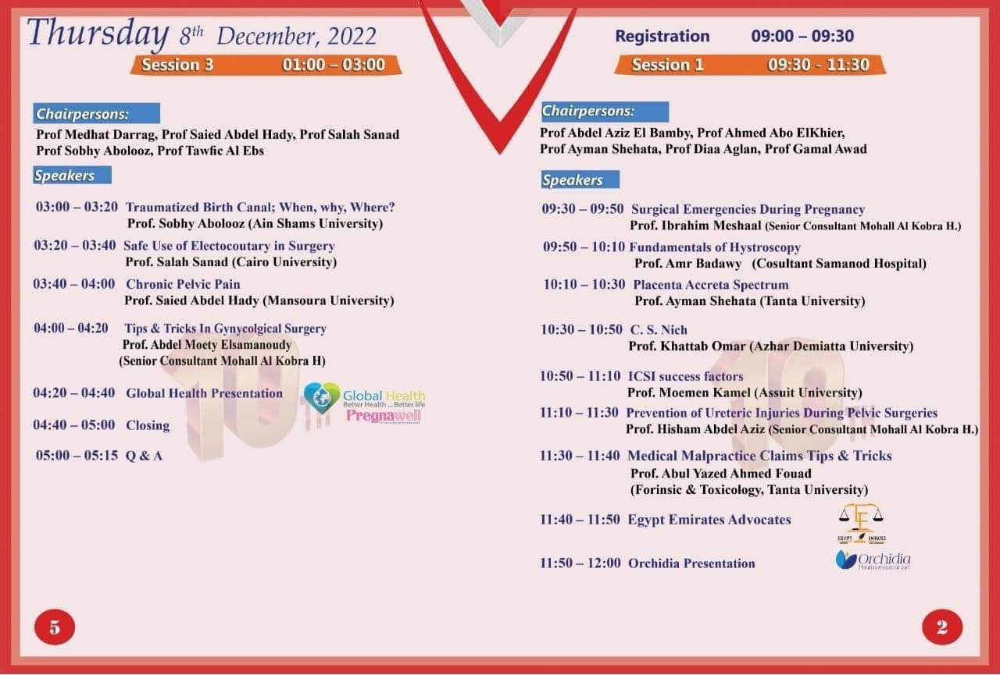 Thursday 8th December, 2022
Session 3 01:00 – 03:00
Chairpersons:
Prof Medhat Darrag, Prof Saied Abdel Hady, Prof Salah Sanad
Prof Sobhy Abolooz, Prof Tawfic Al Ebs
Speakers
03:00 – 03:20 Traumatized Birth Canal; When, why, Where?
Prof. Sobhy Abolooz (Ain Shams University)
03:20 – 03:40 Safe Use of Electocoutary in Surgery
Prof. Salah Sanad (Cairo University)
03:40 – 04:00 Chronic Pelvic Pain
Prof. Saied Abdel Hady (Mansoura University)
04:00 – 04:20 Tips & Tricks In Gynycolgical Surgery
Prof. Abdel Moety Elsamanoudy
(Senior Consultant Mohall Al Kobra H)
04:20 – 04:40 Global Health Presentation
Global Health
Better Health ... Better life
Pregnawell
04:40 – 05:00 Closing
05:00 – 05:15 Q & A
10TH
5
Registration 09:00 – 09:30
Session 1 09:30 - 11:30
Chairpersons:
Prof Abdel Aziz El Bamby, Prof Ahmed Abo ElKhier,
Prof Ayman Shehata, Prof Diaa Aglan, Prof Gamal Awad
Speakers
09:30 – 09:50 Surgical Emergencies During Pregnancy
Prof. Ibrahim Meshaal (Senior Consultant Mohall Al Kobra H.)
09:50 – 10:10 Fundamentals of Hystroscopy
Prof. Amr Badawy (Cosultant Samanod Hospital)
10:10 – 10:30 Placenta Accreta Spectrum
Prof. Ayman Shehata (Tanta University)
10:30 – 10:50 C. S. Nich
Prof. Khattab Omar (Azhar Demiatta University)
10:50 – 11:10 ICSI success factors
Prof. Moemen Kamel (Assuit University)
11:10 – 11:30 Prevention of Ureteric Injuries During Pelvic Surgeries
Prof. Hisham Abdel Aziz (Senior Consultant Mohall Al Kobra H.)
11:30 – 11:40 Medical Malpractice Claims Tips & Tricks
Prof. Abul Yazed Ahmed Fouad
(Forinsic & Toxicology, Tanta University)
11:40 – 11:50 Egypt Emirates Advocates
EGYPT EMIRATES
11:50 – 12:00 Orchidia Presentation
Orchidia
Pharmaceutical Ind.
10TH
2